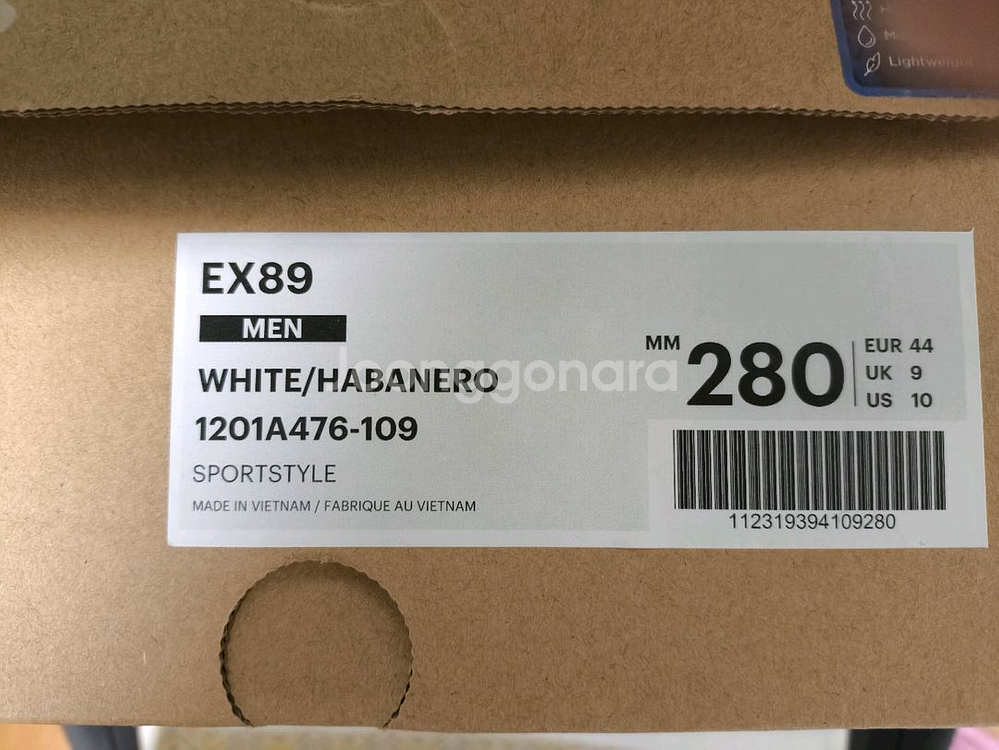 Lightweight
EX89
MEN
WHITE/HABANERO
1201A476-109
SPORTSTYLE
MADE IN VIETNAM / FABRIQUE AU VIETNAM
MM 280
EUR 44
UK 9
US 10
112319394109280
joonggonara